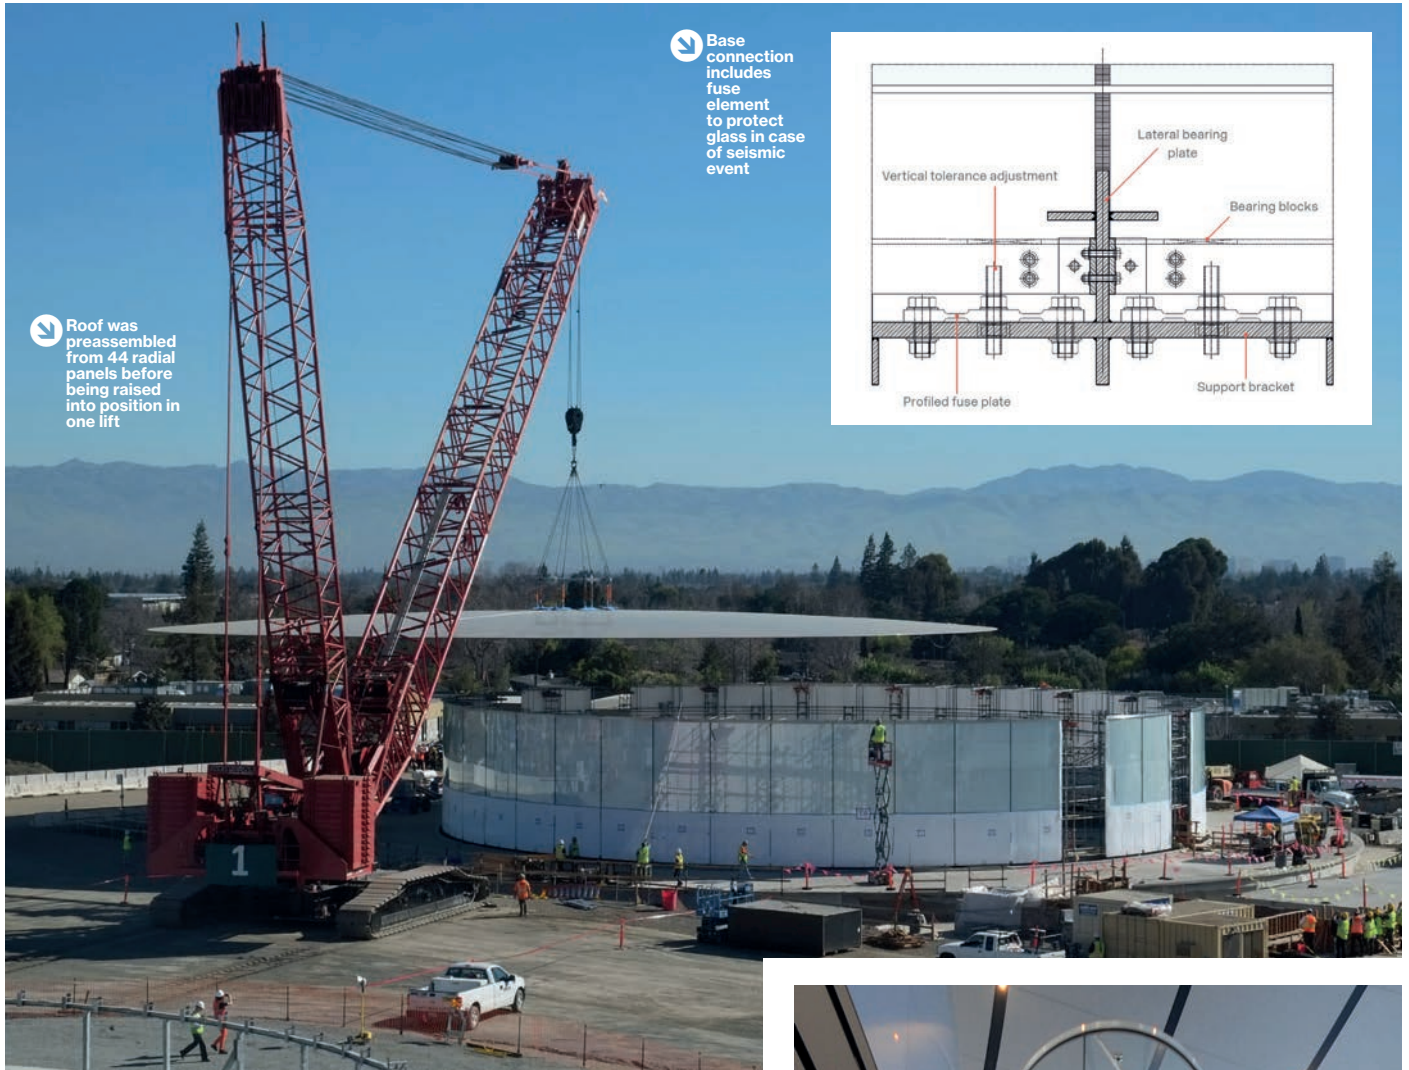 Base
connection
includes
fuse
element
to protect
glass in case
of seismic
event
Lateral bearing
plate
Vertical tolerance adjustment
Bearing blocks
Profiled fuse plate
Support bracket
Roof was
preassembled
from 44 radial
panels before
being raised
into position in
one lift
1